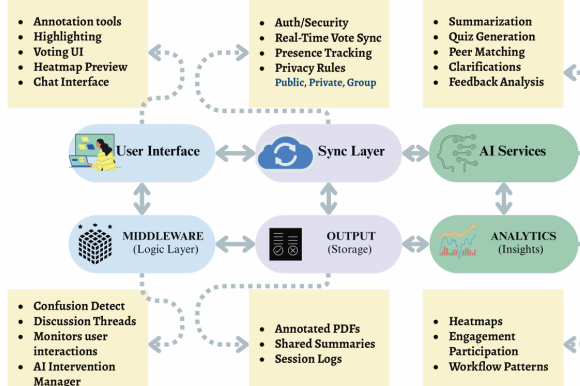 Annotation tools
Highlighting
Voting UI
Heatmap Preview
Chat Interface
Auth/Security
Real-Time Vote Sync
Presence Tracking
Privacy Rules
Public, Private, Group
Summarization
Quiz Generation
Peer Matching
Clarifications
Feedback Analysis
User Interface
Sync Layer
AI Services
MIDDLEWARE
(Logic Layer)
OUTPUT
(Storage)
ANALYTICS
(Insights)
Confusion Detect
Discussion Threads
Monitors user
interactions
AI Intervention
Manager
Annotated PDFs
Shared Summaries
Session Logs
Heatmaps
Engagement
Participation
Workflow Patterns